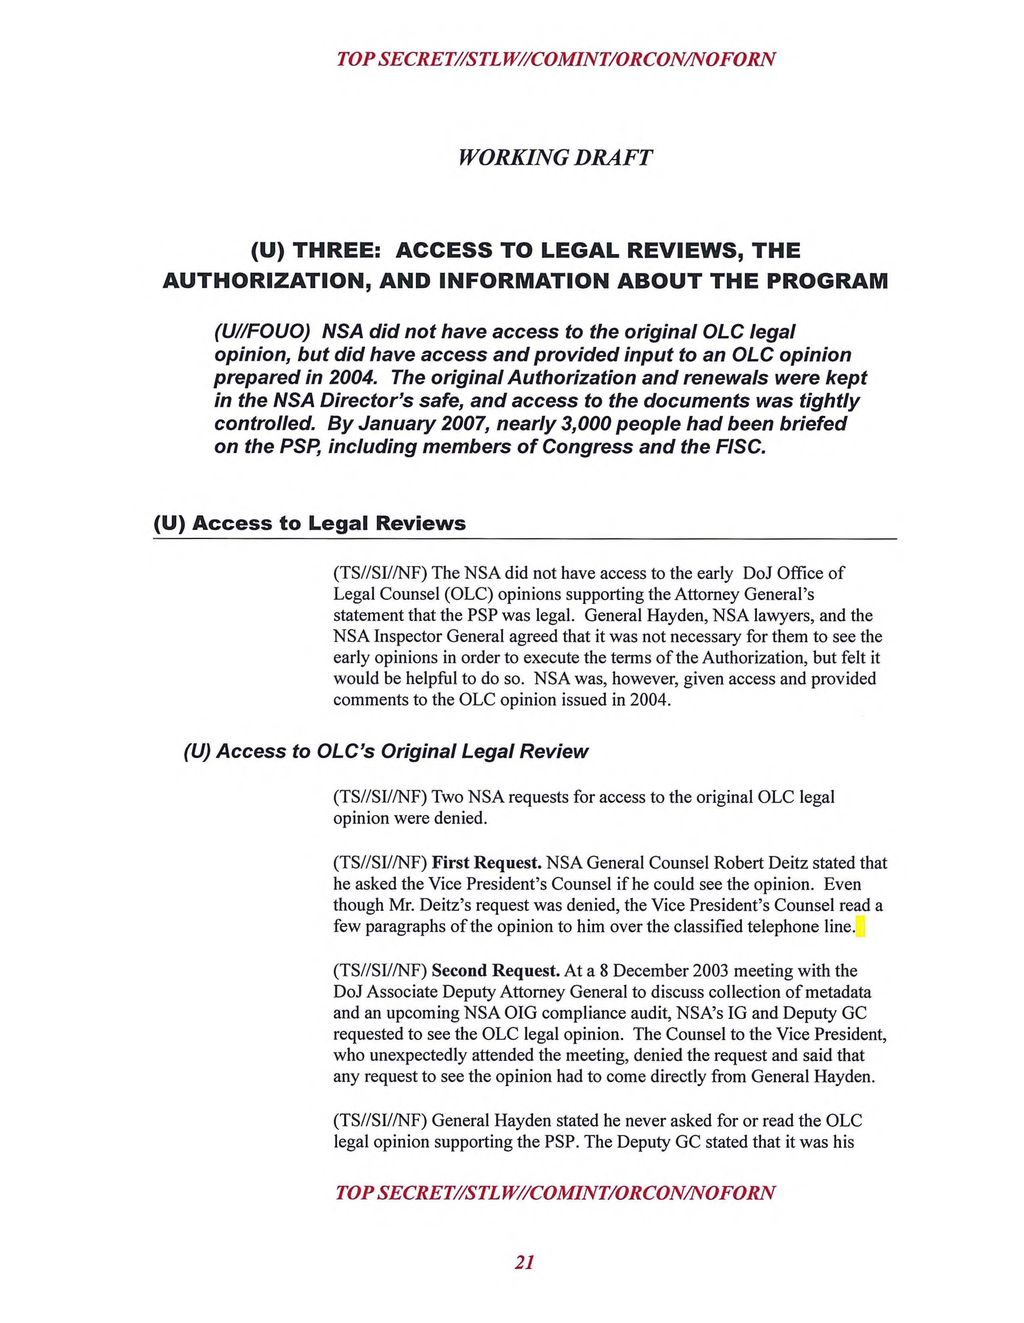 TOP SECRET//STLW//COMINT/ORCON/NOFORN
WORKING DRAFT
(U) THREE: ACCESS TO LEGAL REVIEWS, THE
AUTHORIZATION, AND INFORMATION ABOUT THE PROGRAM
(U//FOUO) NSA did not have access to the original OLC legal
opinion, but did have access and provided input to an OLC opinion
prepared in 2004. The original Authorization and renewals were kept
in the NSA Director's safe, and access to the documents was tightly
controlled. By January 2007, nearly 3,000 people had been briefed
on the PSP, including members of Congress and the FISC.
(U) Access to Legal Reviews
(TS//SI//NF) The NSA did not have access to the early DoJ Office of
Legal Counsel (OLC) opinions supporting the Attorney General's
statement that the PSP was legal. General Hayden, NSA lawyers, and the
NSA Inspector General agreed that it was not necessary for them to see the
early opinions in order to execute the terms of the Authorization, but felt it
would be helpful to do so. NSA was, however, given access and provided
comments to the OLC opinion issued in 2004.
(U) Access to OLC's Original Legal Review
(TS//SI//NF) Two NSA requests for access to the original OLC legal
opinion were denied.
(TS//SI//NF) First Request. NSA General Counsel Robert Deitz stated that
he asked the Vice President's Counsel if he could see the opinion. Even
though Mr. Deitz's request was denied, the Vice President's Counsel read a
few paragraphs of the opinion to him over the classified telephone line.
(TS//SI//NF) Second Request. At a 8 December 2003 meeting with the
DoJ Associate Deputy Attorney General to discuss collection of metadata
and an upcoming NSA OIG compliance audit, NSA's IG and Deputy GC
requested to see the OLC legal opinion. The Counsel to the Vice President,
who unexpectedly attended the meeting, denied the request and said that
any request to see the opinion had to come directly from General Hayden.
(TS//SI//NF) General Hayden stated he never asked for or read the OLC
legal opinion supporting the PSP. The Deputy GC stated that it was his
TOP SECRET//STLW//COMINT/ORCON/NOFORN
21